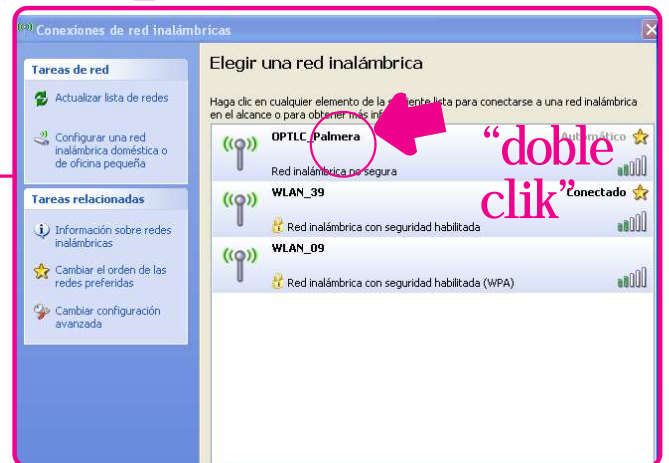 Conexiones de red inalámbricas
Tareas de red
Actualizar lista de redes
Configurar una red
inalámbrica doméstica o
de oficina pequeña
Tareas relacionadas
Información sobre redes
inalámbricas
Cambiar el orden de las
redes preferidas
Cambiar configuración
avanzada
Elegir una red inalámbrica
Haga clic en cualquier elemento de la siguiente lista para conectarse a una red inalámbrica
en el alcance o para obtener más
OPTLC_Palmera
Automático
Red inalámbrica no segura
WLAN_39
Conectado
Red inalámbrica con seguridad habilitada
WLAN_09
Red inalámbrica con seguridad habilitada (WPA)
“doble
clik”